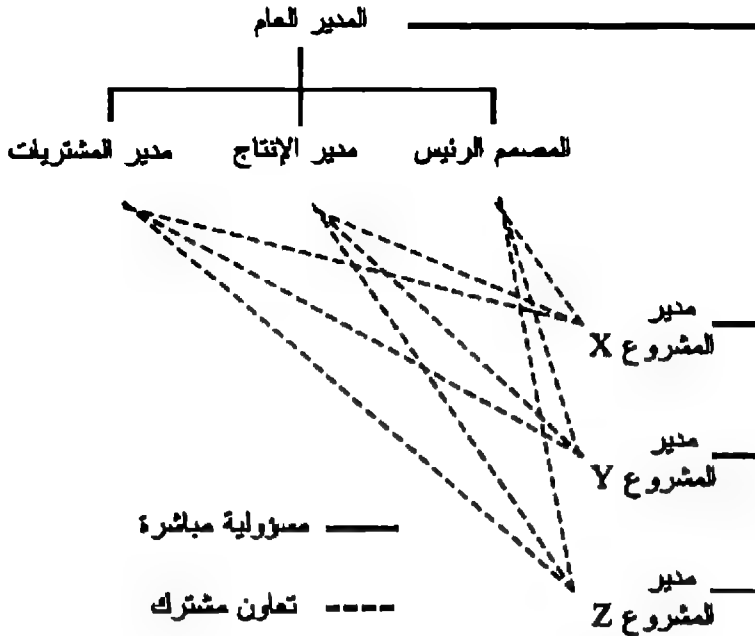 المدير العام
المصمم الرئيس
مدير الإنتاج
مدير المشتريات
مدير
المشروع X
مدير
المشروع Y
مدير
المشروع Z
مسؤولية مباشرة
تعاون مشترك